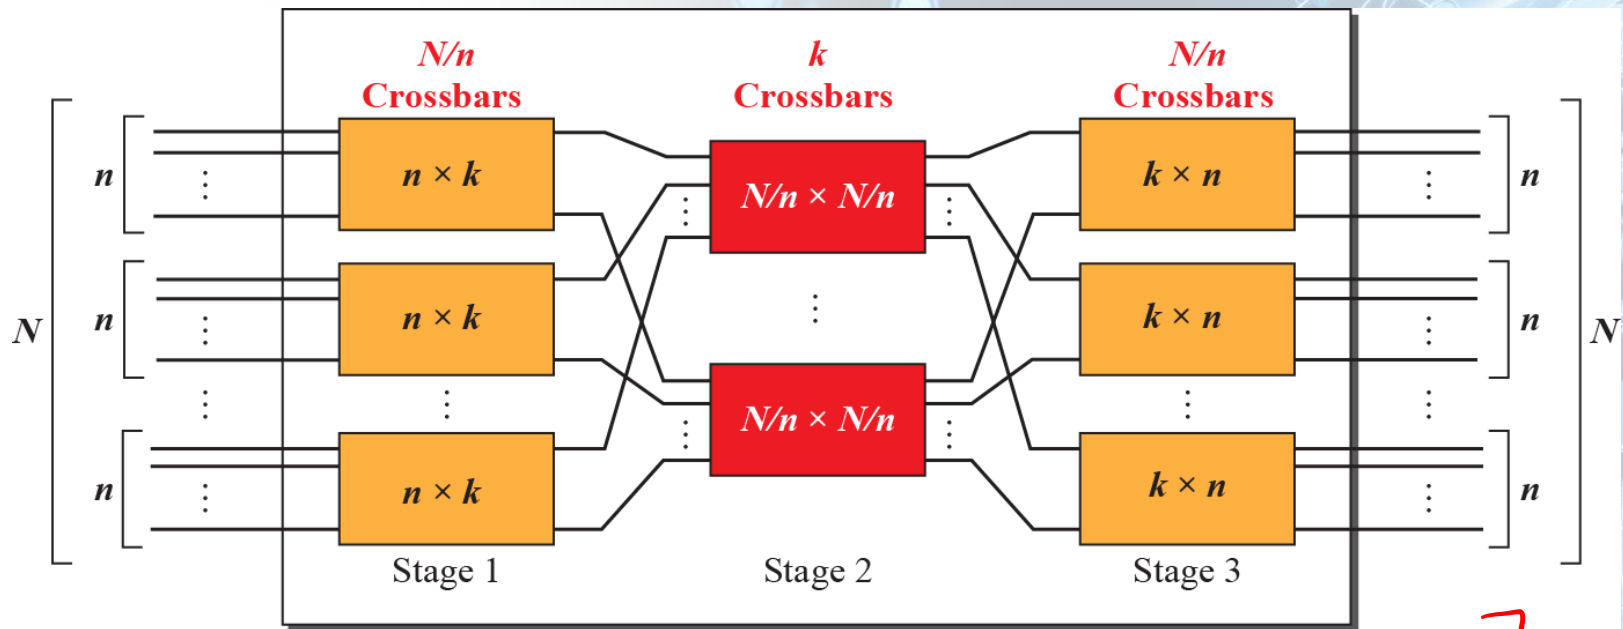 N/n
Crossbars
k
Crossbars
N/n
Crossbars
N
n
n × k
N/n × N/n
k × n
n
N
n
n × k
k × n
n
n
n × k
N/n × N/n
k × n
n
Stage 1
Stage 2
Stage 3